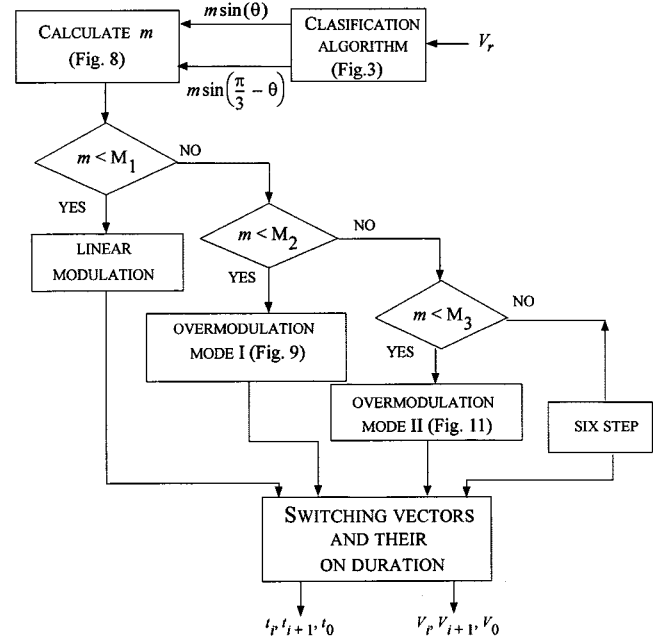 CALCULATE m
(Fig. 8)
m sin(θ)
m sin(π/3 − θ)
CLASIFICATION
ALGORITHM
(Fig.3)
V_r
m < M_1
NO
YES
LINEAR
MODULATION
m < M_2
NO
YES
OVERMODULATION
MODE I (Fig. 9)
m < M_3
NO
YES
OVERMODULATION
MODE II (Fig. 11)
SIX STEP
SWITCHING VECTORS
AND THEIR
ON DURATION
t_i, t_{i+1}, t_0
V_i, V_{i+1}, V_0